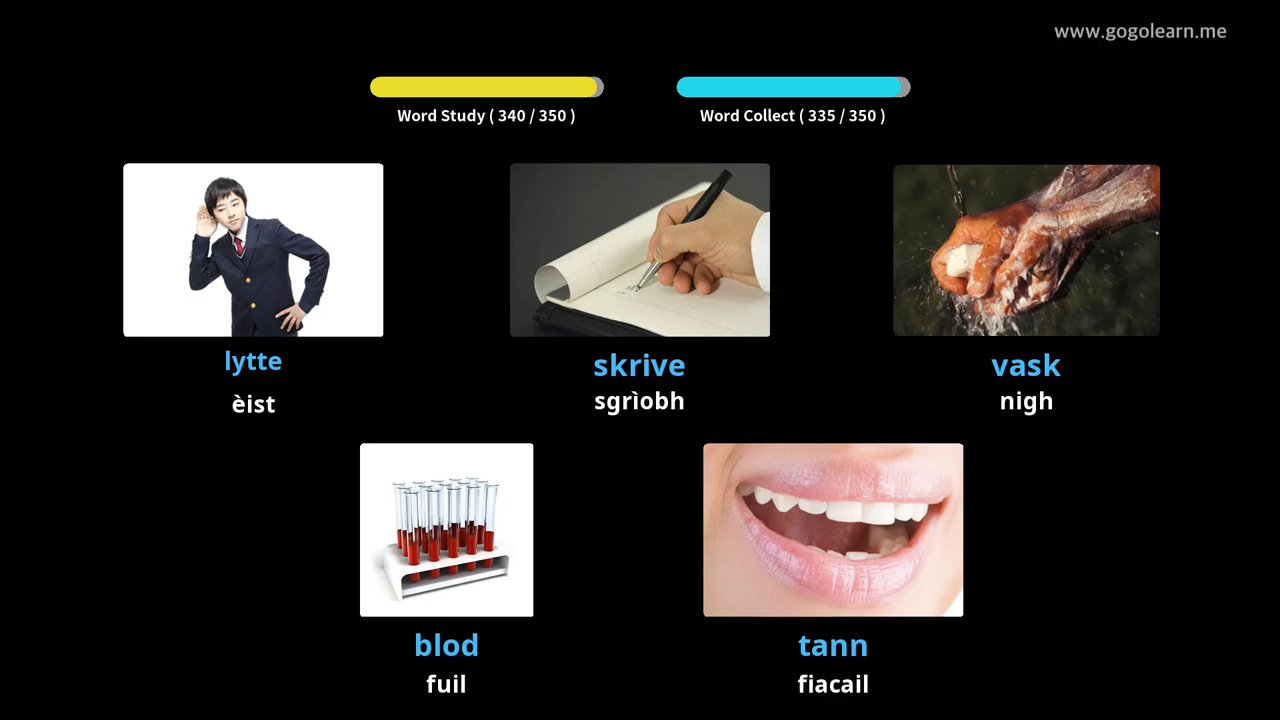 www.gogolearn.me
Word Study ( 340 / 350 )
Word Collect ( 335 / 350 )
lytte
èist
skrive
sgrìobh
vask
nigh
blod
fuil
tann
fiacail